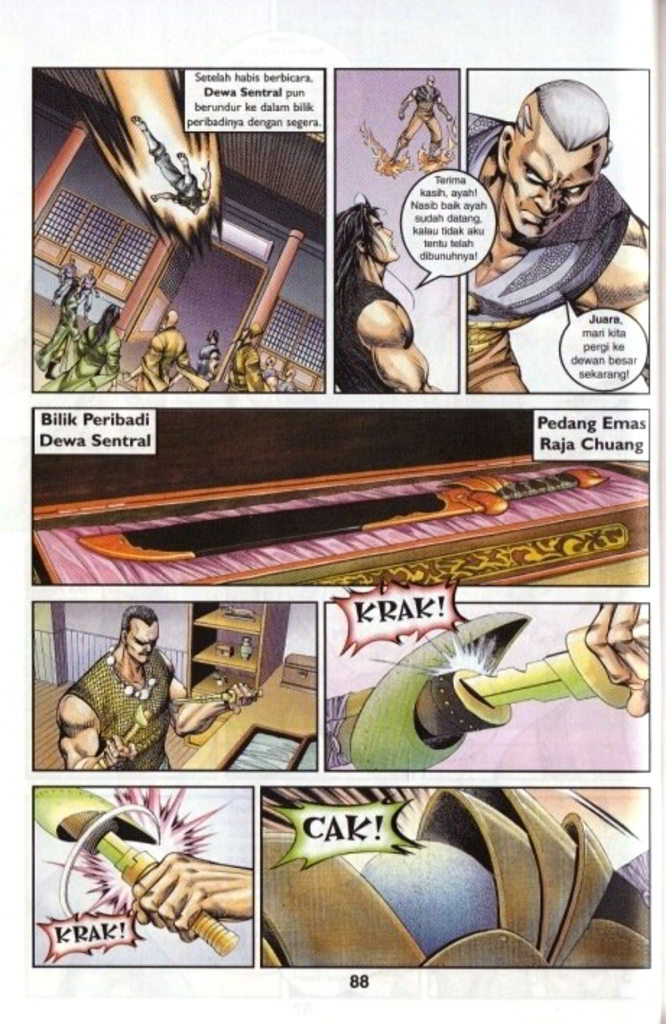 Setelah habis berbicara,
Dewa Sentral pun
berundur ke dalam bilik
peribadinya dengan segera.
Terima
kasih, ayah!
Nasib baik ayah
sudah datang,
kalau tidak aku
tentu telah
dibunuhnya!
Juara,
mari kita
pergi ke
dewan besar
sekarang!
Bilik Peribadi
Dewa Sentral
Pedang Emas
Raja Chuang
KRAK!
KRAK!
CAK!
88